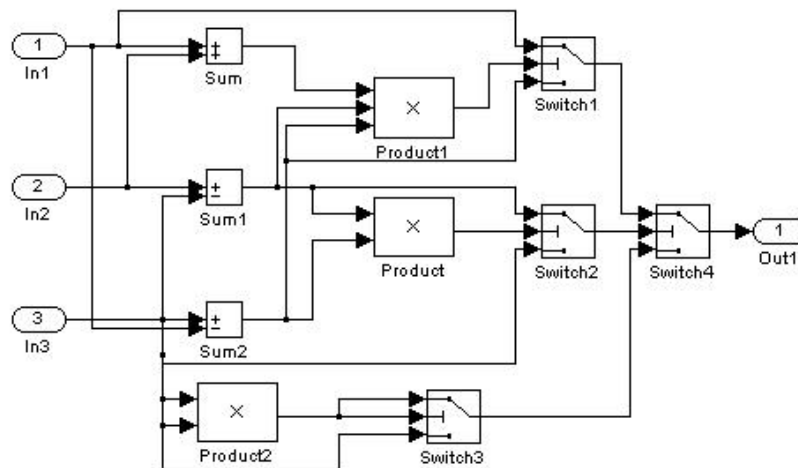 1
In1
Sum
Product1
Switch1
2
In2
Sum1
Product
Switch2
Switch4
1
Out1
3
In3
Sum2
Product2
Switch3